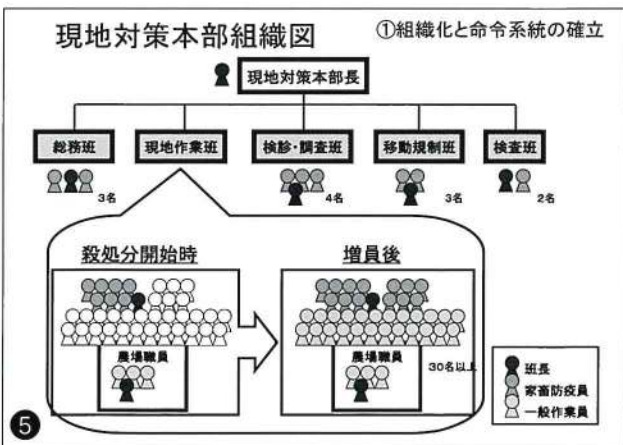 現地対策本部組織図
①組織化と命令系統の確立
現地対策本部長
総務班
現地作業班
検診・調査班
移動規制班
検査班
3名
4名
3名
2名
殺処分開始時
増員後
農場職員
農場職員
30名以上
班長
家畜防疫員
一般作業員
❺